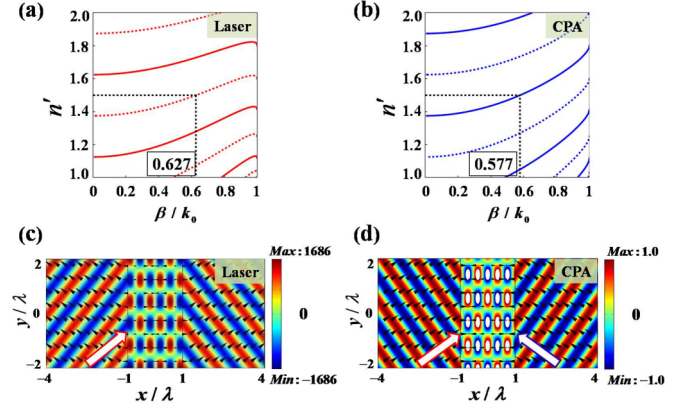 (a)
Laser
n'
2.0
1.8
1.6
1.4
1.2
1.0
0.627
0
0.2
0.4
0.6
0.8
1
β / k₀
(b)
CPA
n'
2.0
1.8
1.6
1.4
1.2
1.0
0.577
0
0.2
0.4
0.6
0.8
1
β / k₀
(c)
Laser
y / λ
2
0
-2
-4
-1
1
4
x / λ
Max: 1686
0
Min: -1686
(d)
CPA
y / λ
2
0
-2
-4
-1
1
4
x / λ
Max: 1.0
0
Min: -1.0